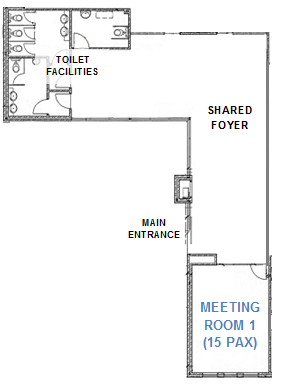 TOILET
FACILITIES
SHARED
FOYER
MAIN
ENTRANCE
MEETING
ROOM 1
(15 PAX)